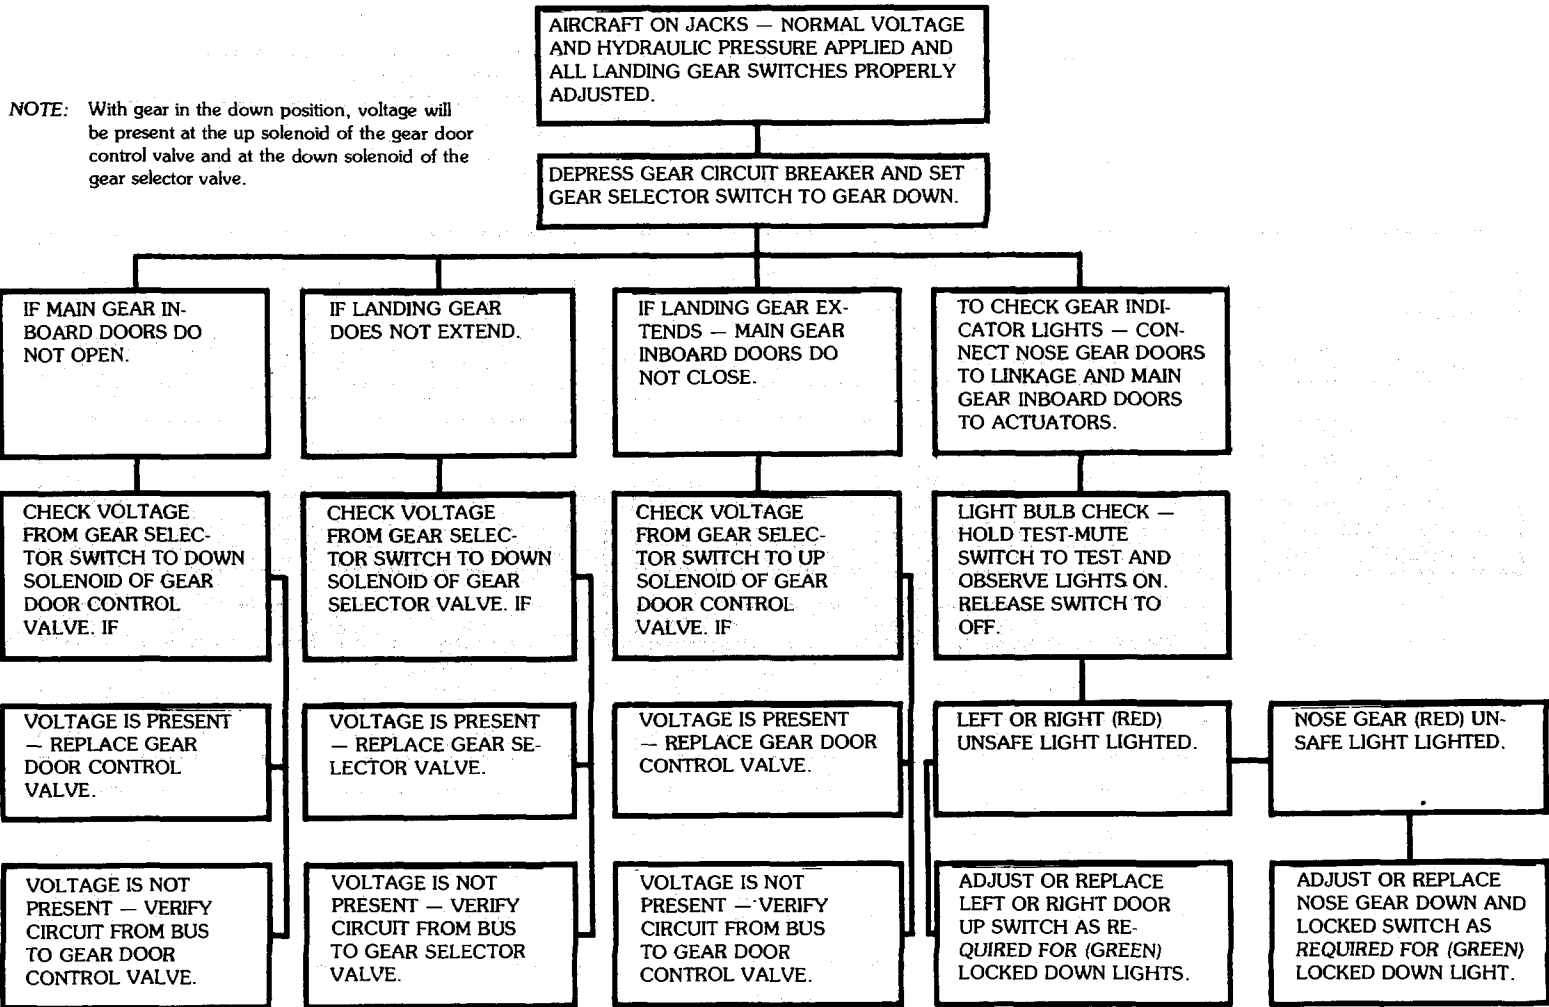 AIRCRAFT ON JACKS — NORMAL VOLTAGE
AND HYDRAULIC PRESSURE APPLIED AND
ALL LANDING GEAR SWITCHES PROPERLY
ADJUSTED.
NOTE: With gear in the down position, voltage will
be present at the up solenoid of the gear door
control valve and at the down solenoid of the
gear selector valve.
DEPRESS GEAR CIRCUIT BREAKER AND SET
GEAR SELECTOR SWITCH TO GEAR DOWN.
IF MAIN GEAR IN-
BOARD DOORS DO
NOT OPEN.
IF LANDING GEAR
DOES NOT EXTEND.
IF LANDING GEAR EX-
TENDS — MAIN GEAR
INBOARD DOORS DO
NOT CLOSE.
TO CHECK GEAR INDI-
CATOR LIGHTS — CON-
NECT NOSE GEAR DOORS
TO LINKAGE AND MAIN
GEAR INBOARD DOORS
TO ACTUATORS.
CHECK VOLTAGE
FROM GEAR SELEC-
TOR SWITCH TO DOWN
SOLENOID OF GEAR
DOOR CONTROL
VALVE. IF
CHECK VOLTAGE
FROM GEAR SELEC-
TOR SWITCH TO DOWN
SOLENOID OF GEAR
SELECTOR VALVE. IF
CHECK VOLTAGE
FROM GEAR SELEC-
TOR SWITCH TO UP
SOLENOID OF GEAR
DOOR CONTROL
VALVE. IF
LIGHT BULB CHECK —
HOLD TEST-MUTE
SWITCH TO TEST AND
OBSERVE LIGHTS ON.
RELEASE SWITCH TO
OFF.
VOLTAGE IS PRESENT
— REPLACE GEAR
DOOR CONTROL
VALVE.
VOLTAGE IS PRESENT
— REPLACE GEAR SE-
LECTOR VALVE.
VOLTAGE IS PRESENT
— REPLACE GEAR DOOR
CONTROL VALVE.
LEFT OR RIGHT (RED)
UNSAFE LIGHT LIGHTED.
NOSE GEAR (RED) UN-
SAFE LIGHT LIGHTED.
VOLTAGE IS NOT
PRESENT — VERIFY
CIRCUIT FROM BUS
TO GEAR DOOR
CONTROL VALVE.
VOLTAGE IS NOT
PRESENT — VERIFY
CIRCUIT FROM BUS
TO GEAR SELECTOR
VALVE.
VOLTAGE IS NOT
PRESENT — VERIFY
CIRCUIT FROM BUS
TO GEAR DOOR
CONTROL VALVE.
ADJUST OR REPLACE
LEFT OR RIGHT DOOR
UP SWITCH AS RE-
QUIRED FOR (GREEN)
LOCKED DOWN LIGHTS.
ADJUST OR REPLACE
NOSE GEAR DOWN AND
LOCKED SWITCH AS
REQUIRED FOR (GREEN)
LOCKED DOWN LIGHT.